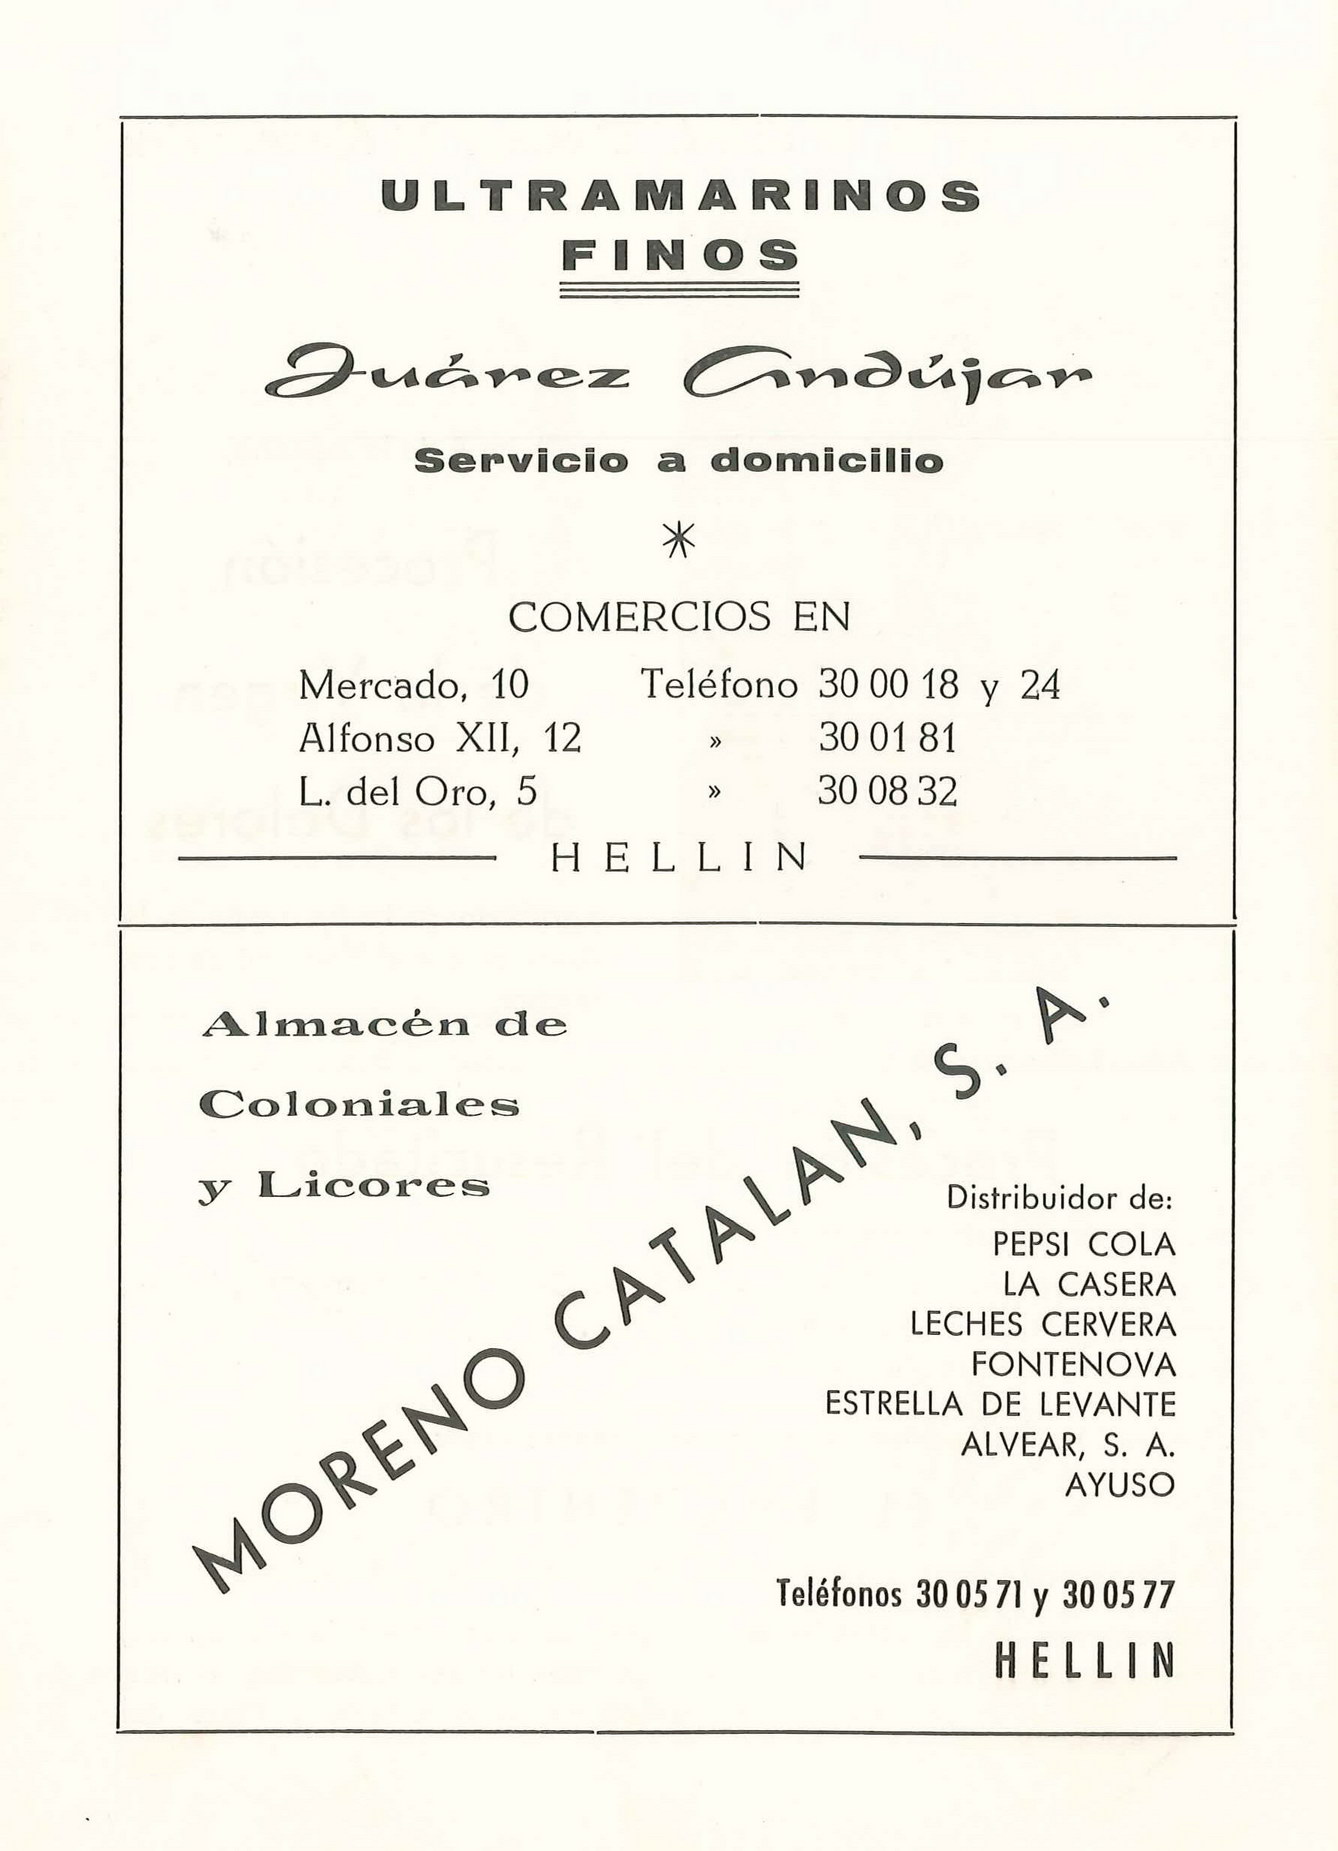 ULTRAMARINOS
FINOS
Juárez Andújar
Servicio a domicilio
COMERCIOS EN
Mercado, 10 Teléfono 30 00 18 y 24
Alfonso XII, 12 » 30 01 81
L. del Oro, 5 » 30 08 32
HELLIN
Almacén de
Coloniales
y Licores
MORENO CATALAN, S. A.
Distribuidor de:
PEPSI COLA
LA CASERA
LECHES CERVERA
FONTENOVA
ESTRELLA DE LEVANTE
ALVEAR, S. A.
AYUSO
Teléfonos 30 05 71 y 30 05 77
HELLIN